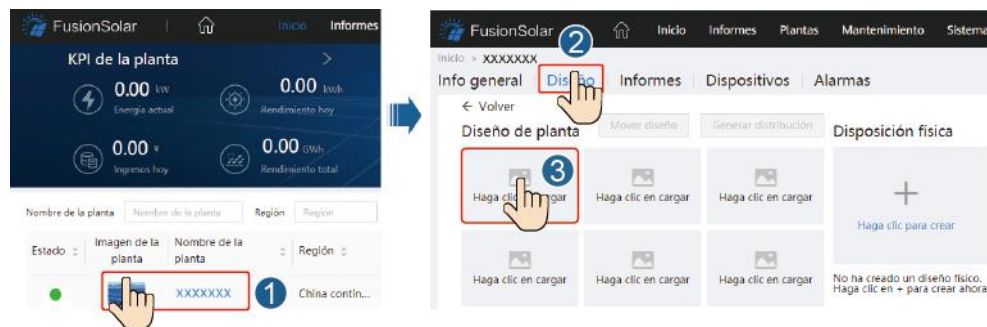 FusionSolar
Inicio
Informes
KPI de la planta
>
0.00 kW
Energía actual
0.00 kWh
Rendimiento hoy
0.00 ¥
Ingresos hoy
0.00 GWh
Rendimiento total
Nombre de la planta
Nombre de la planta
Región
Región
Estado
Imagen de la planta
Nombre de la planta
Región
XXXXXXX
1
China contin...
FusionSolar
2
Inicio
Informes
Plantas
Mantenimiento
Sistema
Inicio > XXXXXXX
Info general
Diseño
Informes
Dispositivos
Alarmas
← Volver
Diseño de planta
Mover diseño
Generar distribución
Disposición física
3
Haga clic en cargar
Haga clic en cargar
Haga clic en cargar
+
Haga clic para crear
Haga clic en cargar
Haga clic en cargar
Haga clic en cargar
No ha creado un diseño físico.
Haga clic en + para crear ahora